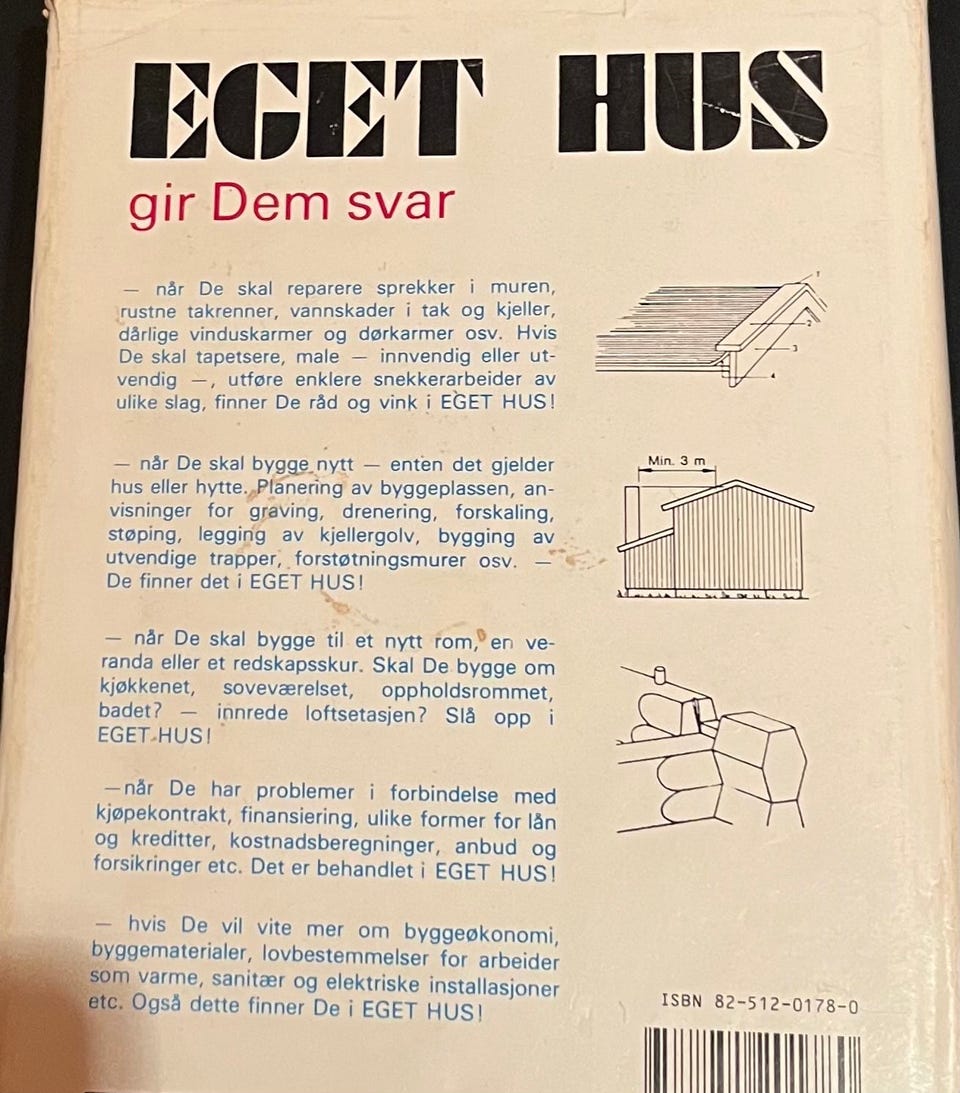 EGET HUS
gir Dem svar
— når De skal reparere sprekker i muren,
rustne takrenner, vannskader i tak og kjeller,
dårlige vinduskarmer og dørkarmer osv. Hvis
De skal tapetsere, male — innvendig eller ut-
vendig —, utføre enklere snekkerarbeider av
ulike slag, finner De råd og vink i EGET HUS!
1
2
3
4
— når De skal bygge nytt — enten det gjelder
hus eller hytte. Planering av byggeplassen, an-
visninger for graving, drenering, forskaling,
støping, legging av kjellergolv, bygging av
utvendige trapper, forstøtningsmurer osv. —
De finner det i EGET HUS!
Min. 3 m
— når De skal bygge til et nytt rom, en ve-
randa eller et redskapsskur. Skal De bygge om
kjøkkenet, soveværelset, oppholdsrommet,
badet? — innrede loftsetasjen? Slå opp i
EGET HUS!
—når De har problemer i forbindelse med
kjøpekontrakt, finansiering, ulike former for lån
og kreditter, kostnadsberegninger, anbud og
forsikringer etc. Det er behandlet i EGET HUS!
— hvis De vil vite mer om byggeøkonomi,
byggematerialer, lovbestemmelser for arbeider
som varme, sanitær og elektriske installasjoner
etc. Også dette finner De i EGET HUS!
ISBN 82-512-0178-0